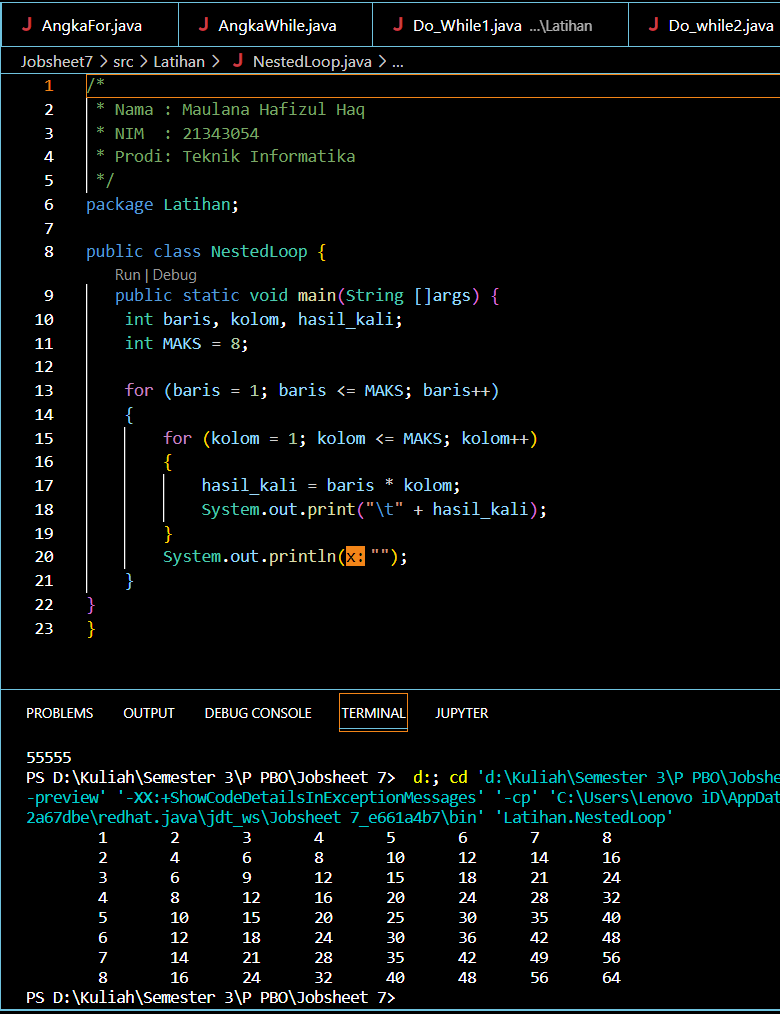 J AngkaFor.java J AngkaWhile.java J Do_While1.java ...\Latihan J Do_while2.java
Jobsheet7 > src > Latihan > J NestedLoop.java > ...
1 /*
2 * Nama : Maulana Hafizul Haq
3 * NIM  : 21343054
4 * Prodi: Teknik Informatika
5 */
6 package Latihan;
7
8 public class NestedLoop {
Run | Debug
9 public static void main(String []args) {
10 int baris, kolom, hasil_kali;
11 int MAKS = 8;
12
13 for (baris = 1; baris <= MAKS; baris++)
14 {
15 for (kolom = 1; kolom <= MAKS; kolom++)
16 {
17 hasil_kali = baris * kolom;
18 System.out.print("\t" + hasil_kali);
19 }
20 System.out.println(x: "");
21 }
22 }
23 }
PROBLEMS OUTPUT DEBUG CONSOLE TERMINAL JUPYTER
55555
PS D:\Kuliah\Semester 3\P PBO\Jobsheet 7>  d:; cd 'd:\Kuliah\Semester 3\P PBO\Jobshe
-preview' '-XX:+ShowCodeDetailsInExceptionMessages' '-cp' 'C:\Users\Lenovo iD\AppDat
2a67dbe\redhat.java\jdt_ws\Jobsheet 7_e661a4b7\bin' 'Latihan.NestedLoop'
1 2 3 4 5 6 7 8
2 4 6 8 10 12 14 16
3 6 9 12 15 18 21 24
4 8 12 16 20 24 28 32
5 10 15 20 25 30 35 40
6 12 18 24 30 36 42 48
7 14 21 28 35 42 49 56
8 16 24 32 40 48 56 64
PS D:\Kuliah\Semester 3\P PBO\Jobsheet 7>